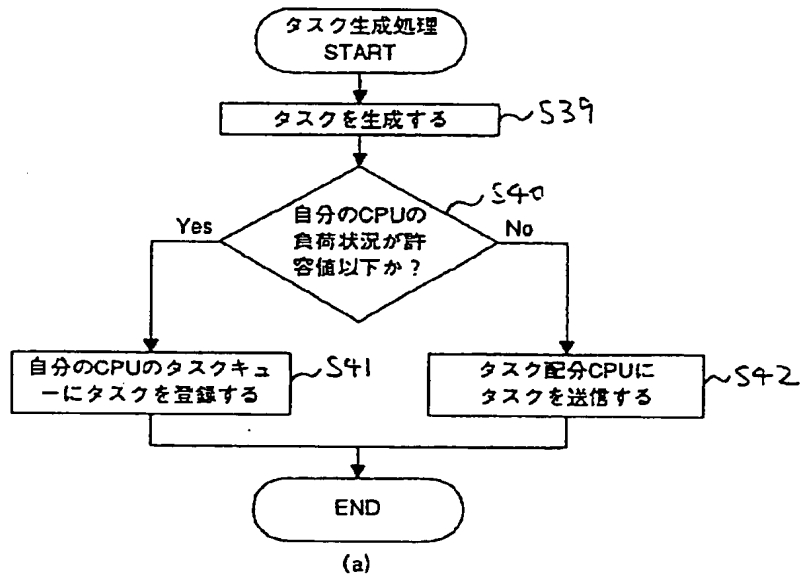 タスク生成処理
START
タスクを生成する
S39
自分のCPUの
負荷状況が許
容値以下か?
S40
Yes
No
自分のCPUのタスクキュ
ーにタスクを登録する
S41
タスク配分CPUに
タスクを送信する
S42
END
(a)